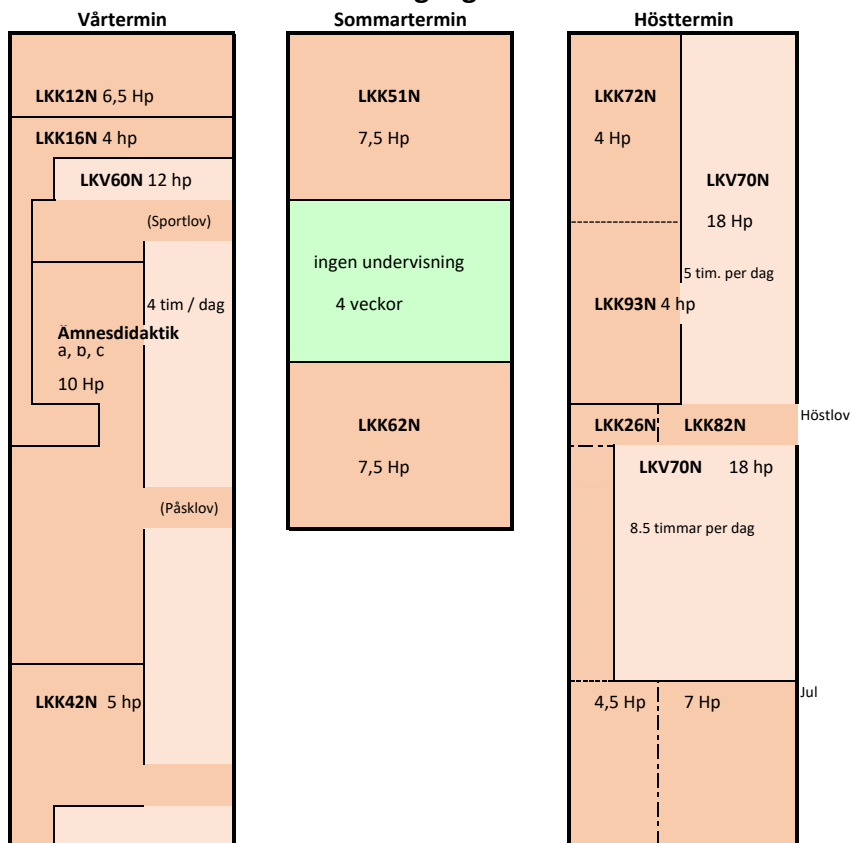 Vårtermin
LKK12N 6,5 Hp
LKK16N 4 hp
LKV60N 12 hp
(Sportlov)
4 tim / dag
Ämnesdidaktik
a, b, c
10 Hp
(Påsklov)
LKK42N 5 hp
Sommartermin
LKK51N
7,5 Hp
ingen undervisning
4 veckor
LKK62N
7,5 Hp
Hösttermin
LKK72N
4 Hp
LKV70N
18 Hp
5 tim. per dag
LKK93N 4 hp
Höstlov
LKK26N LKK82N
LKV70N 18 hp
8.5 timmar per dag
Jul
4,5 Hp 7 Hp